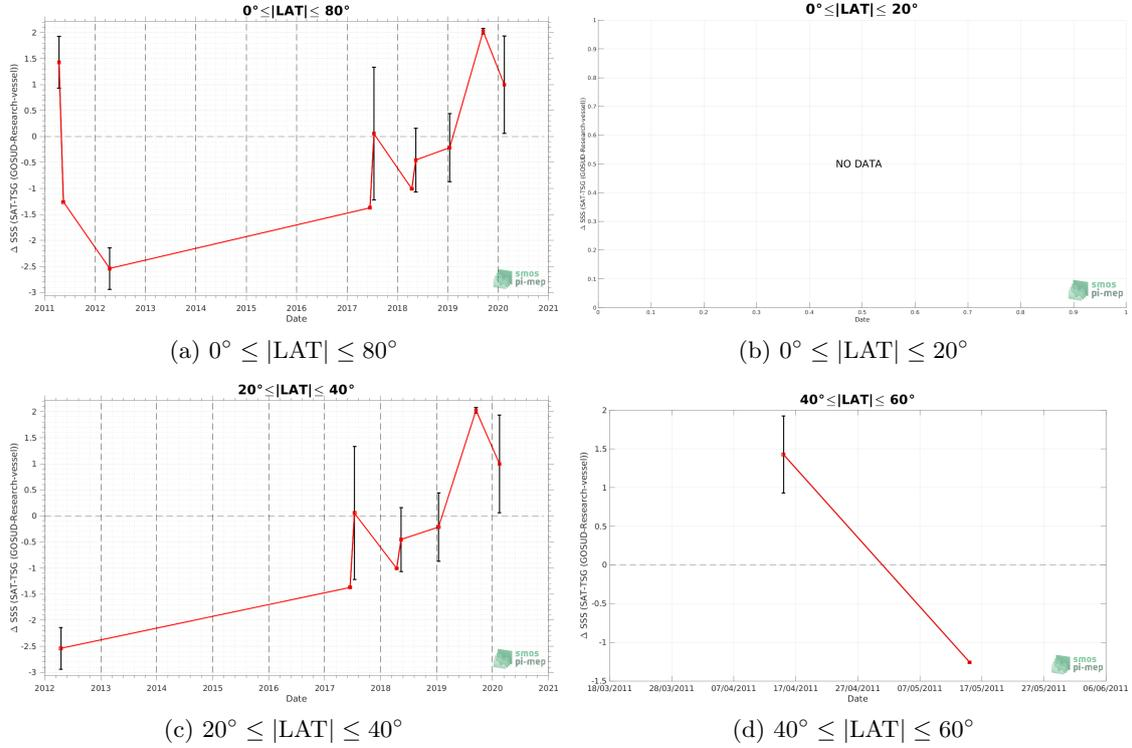 0°≤|LAT|≤ 80°
Δ SSS (SAT-TSG (GOSUD-Research-vessel))
2
1.5
1
0.5
0
-0.5
-1
-1.5
-2
-2.5
-3
2011 2012 2013 2014 2015 2016 2017 2018 2019 2020 2021
Date
smos
pi-mep
(a) 0° ≤ |LAT| ≤ 80°
0°≤|LAT|≤ 20°
Δ SSS (SAT-TSG (GOSUD-Research-vessel))
1
0.9
0.8
0.7
0.6
0.5
0.4
0.3
0.2
0.1
0
NO DATA
0 0.1 0.2 0.3 0.4 0.5 0.6 0.7 0.8 0.9 1
Date
smos
pi-mep
(b) 0° ≤ |LAT| ≤ 20°
20°≤|LAT|≤ 40°
Δ SSS (SAT-TSG (GOSUD-Research-vessel))
2
1.5
1
0.5
0
-0.5
-1
-1.5
-2
-2.5
-3
2012 2013 2014 2015 2016 2017 2018 2019 2020 2021
Date
smos
pi-mep
(c) 20° ≤ |LAT| ≤ 40°
40°≤|LAT|≤ 60°
Δ SSS (SAT-TSG (GOSUD-Research-vessel))
2
1.5
1
0.5
0
-0.5
-1
-1.5
18/03/2011 28/03/2011 07/04/2011 17/04/2011 27/04/2011 07/05/2011 17/05/2011 27/05/2011 06/06/2011
Date
smos
pi-mep
(d) 40° ≤ |LAT| ≤ 60°